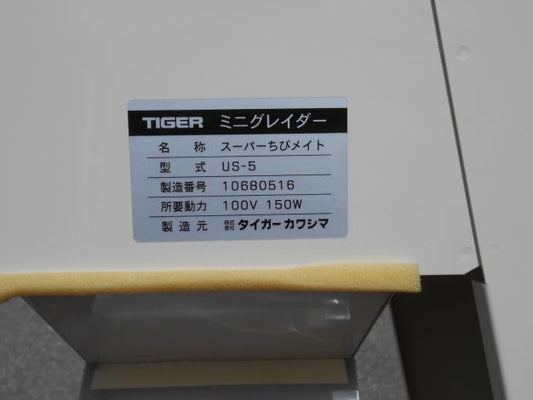 TIGER ミニグレイダー
名称 スーパーちびメイト
型式 US-5
製造番号 10680516
所要動力 100V 150W
製造元 株式会社タイガーカワシマ